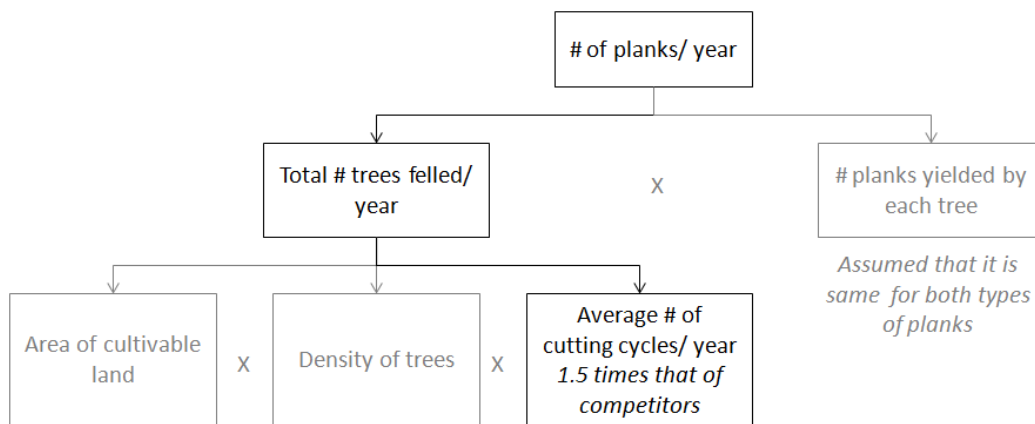 # of planks/ year
Total # trees felled/
year
X
# planks yielded by
each tree
Assumed that it is
same for both types
of planks
Area of cultivable
land
X
Density of trees
X
Average # of
cutting cycles/ year
1.5 times that of
competitors